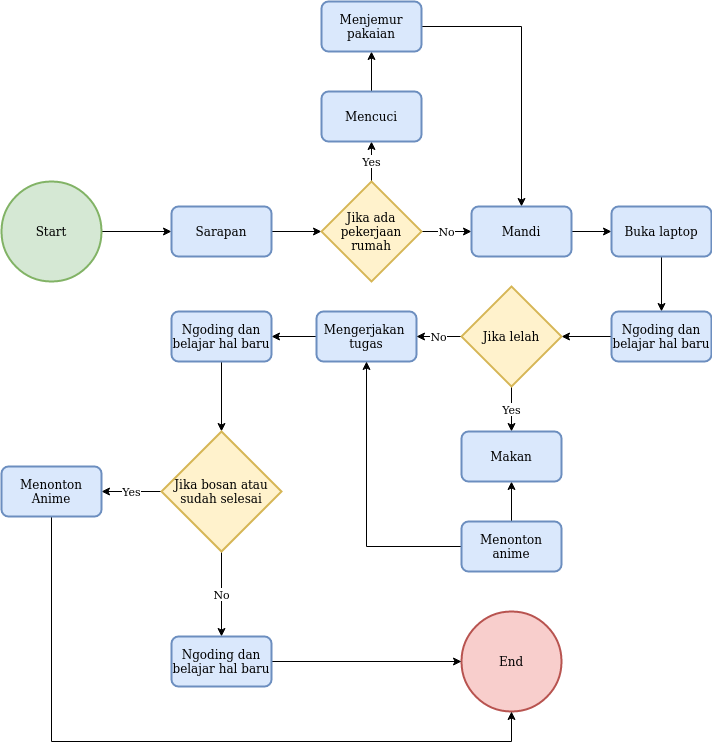 Menjemur
pakaian
Mencuci
Yes
Start
Sarapan
Jika ada
pekerjaan
rumah
No
Mandi
Buka laptop
Ngoding dan
belajar hal baru
Mengerjakan
tugas
No
Jika lelah
Ngoding dan
belajar hal baru
Yes
Makan
Menonton
Anime
Yes
Jika bosan atau
sudah selesai
Menonton
anime
No
Ngoding dan
belajar hal baru
End